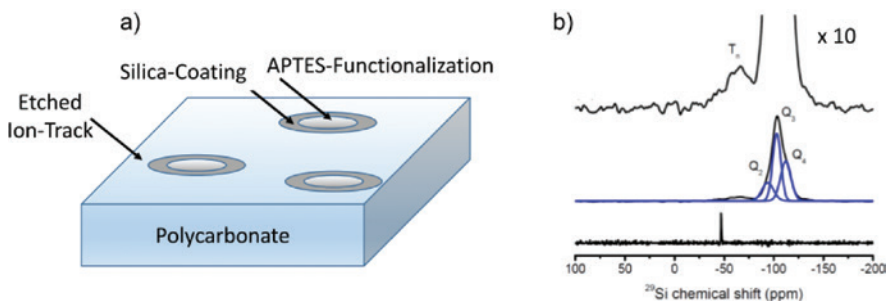 a)
Silica-Coating
APTES-Functionalization
Etched
Ion-Track
Polycarbonate
b)
x 10
Tn
Q3
Q2
Q4
100 50 0 -50 -100 -150 -200
29Si chemical shift (ppm)